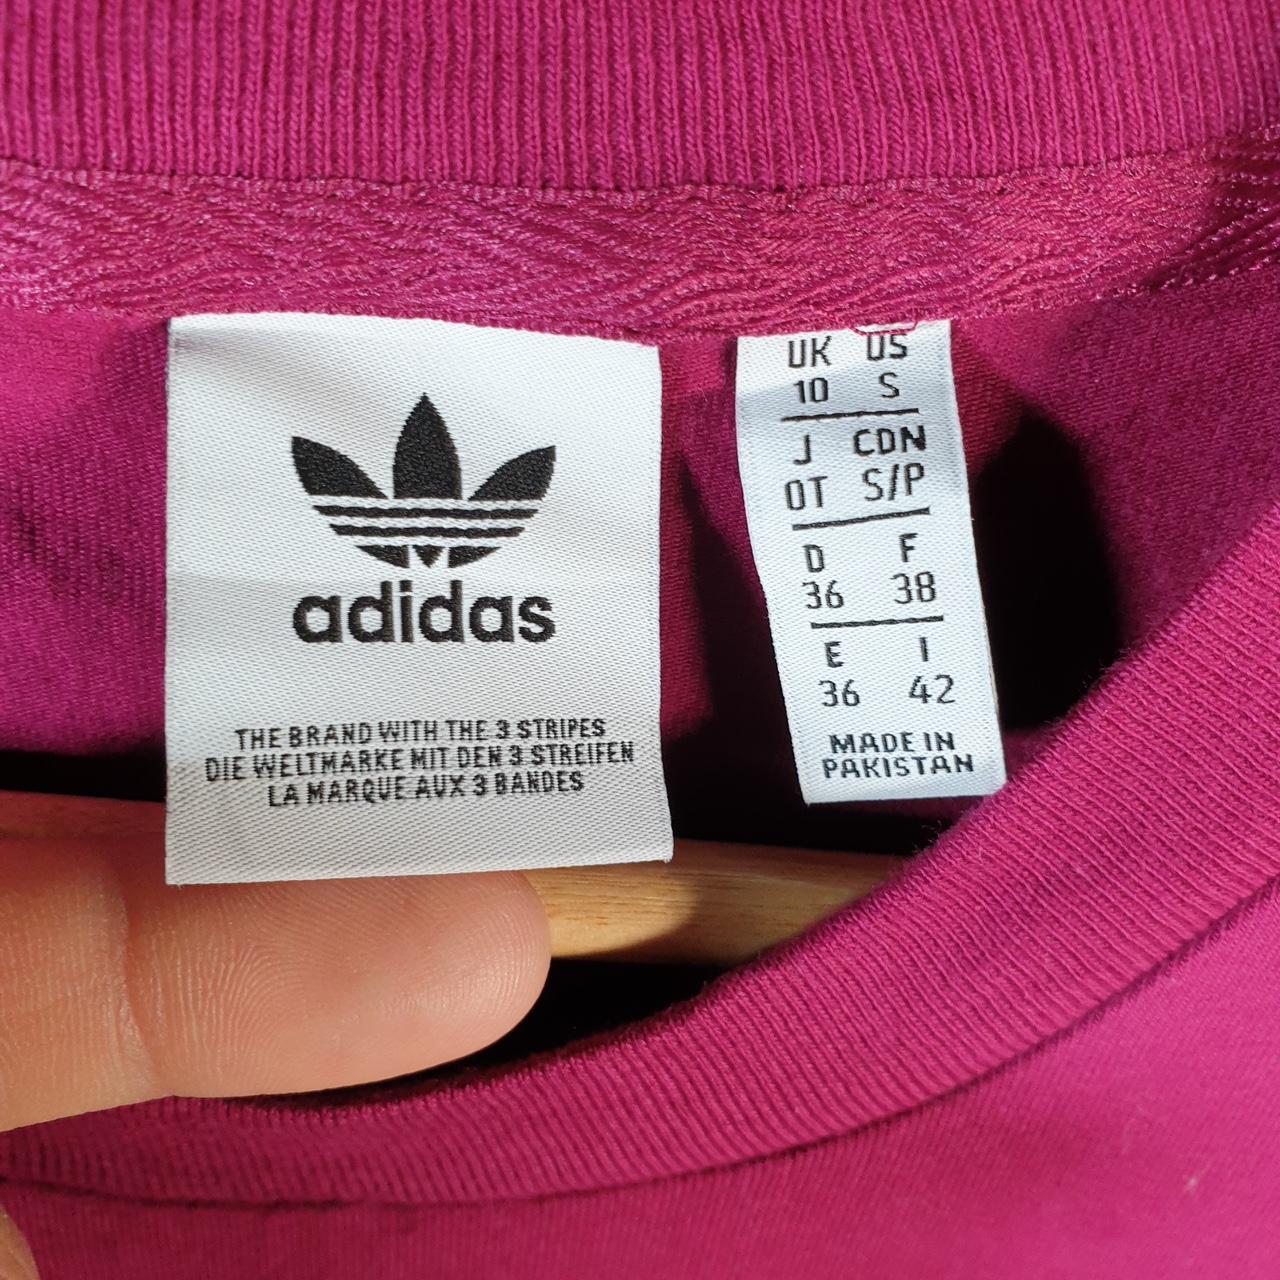 adidas
THE BRAND WITH THE 3 STRIPES
DIE WELTMARKE MIT DEN 3 STREIFEN
LA MARQUE AUX 3 BANDES
UK US
10 S
J CDN
OT S/P
D F
36 38
E I
36 42
MADE IN
PAKISTAN